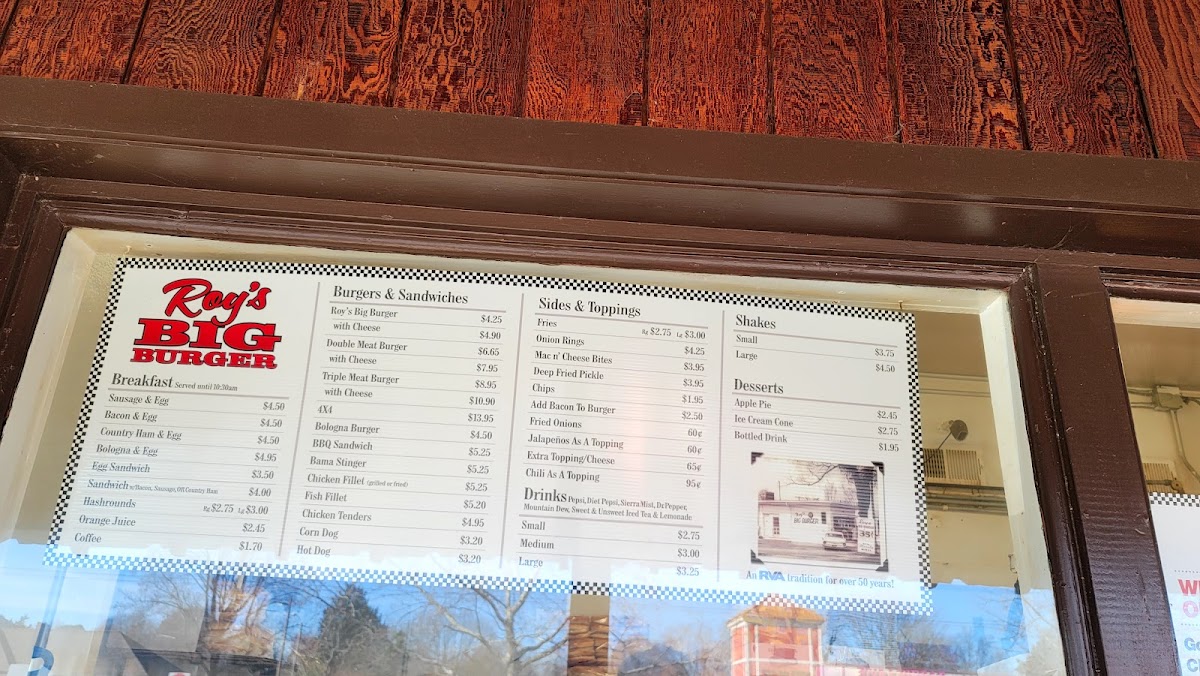 Roy's
BIG
BURGER
Breakfast Served until 10:30am
Sausage & Egg $4.50
Bacon & Egg $4.50
Country Ham & Egg $4.50
Bologna & Egg $4.95
Egg Sandwich $3.50
Sandwich w/Bacon, Sausage, OR Country Ham $4.00
Hashrounds Rg $2.75 Lg $3.00
Orange Juice $2.45
Coffee $1.70
Burgers & Sandwiches
Roy's Big Burger $4.25
with Cheese $4.90
Double Meat Burger $6.65
with Cheese $7.95
Triple Meat Burger $8.95
with Cheese $10.90
4X4 $13.95
Bologna Burger $4.50
BBQ Sandwich $5.25
Bama Stinger $5.25
Chicken Fillet (grilled or fried) $5.25
Fish Fillet $5.20
Chicken Tenders $4.95
Corn Dog $3.20
Hot Dog $3.20
Sides & Toppings
Fries Rg $2.75 Lg $3.00
Onion Rings $4.25
Mac n' Cheese Bites $3.95
Deep Fried Pickle $3.95
Chips $1.95
Add Bacon To Burger $2.50
Fried Onions 60¢
Jalapeños As A Topping 60¢
Extra Topping/Cheese 65¢
Chili As A Topping 95¢
Drinks Pepsi, Diet Pepsi, Sierra Mist, Dr Pepper,
Mountain Dew, Sweet & Unsweet Iced Tea & Lemonade
Small $2.75
Medium $3.00
Large $3.25
Shakes
Small $3.75
Large $4.50
Desserts
Apple Pie $2.45
Ice Cream Cone $2.75
Bottled Drink $1.95
BIG BURGER
An RVA tradition for over 50 years!